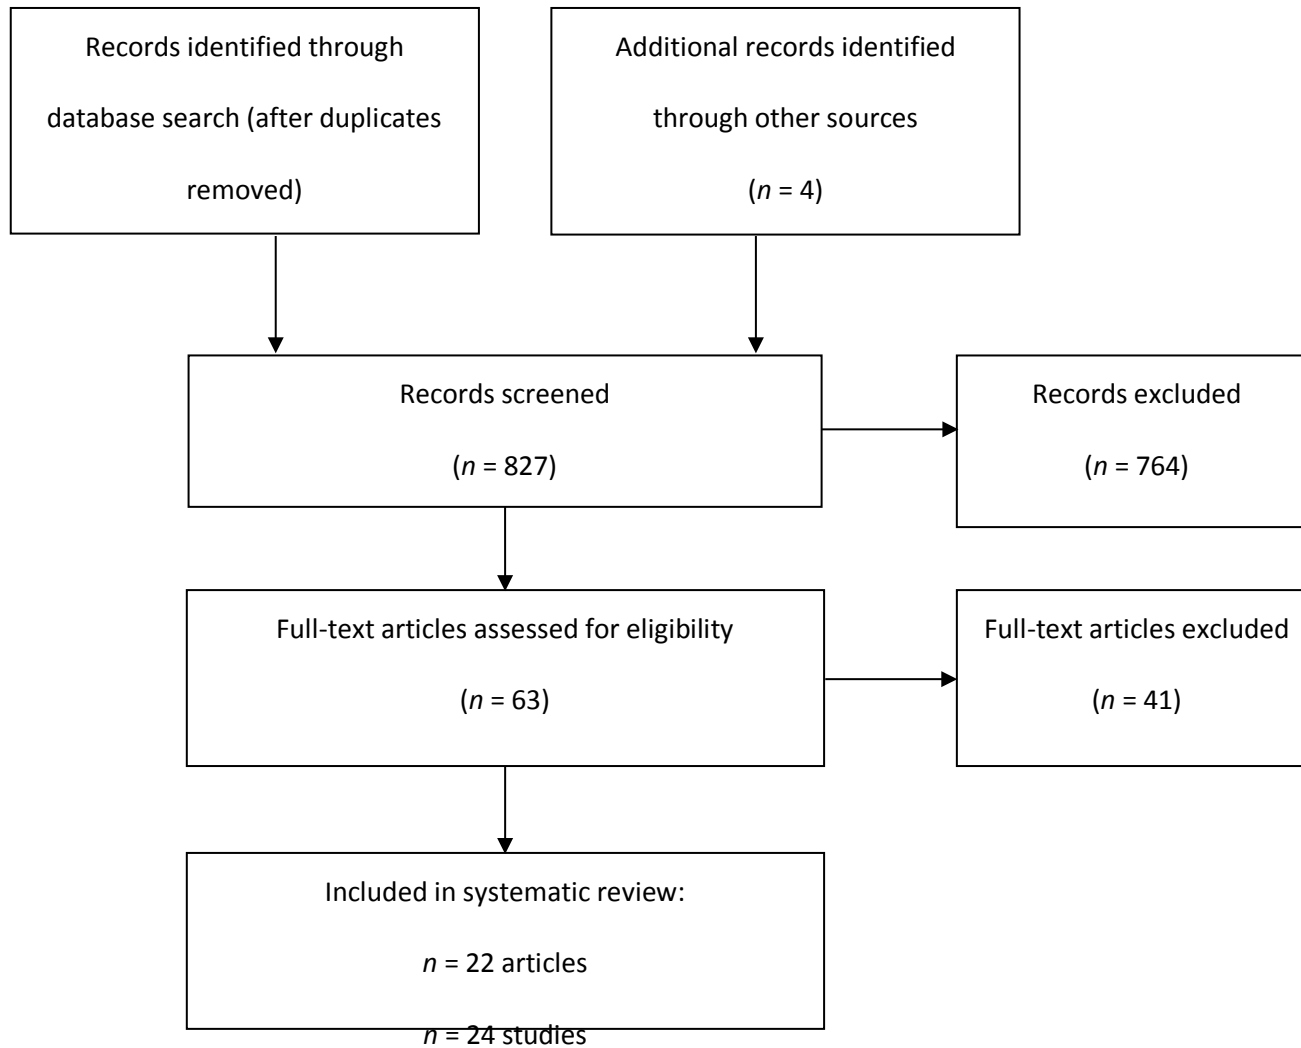 Records identified through
database search (after duplicates
removed)
Additional records identified
through other sources
(n = 4)
Records screened
(n = 827)
Records excluded
(n = 764)
Full-text articles assessed for eligibility
(n = 63)
Full-text articles excluded
(n = 41)
Included in systematic review:
n = 22 articles
n = 24 studies